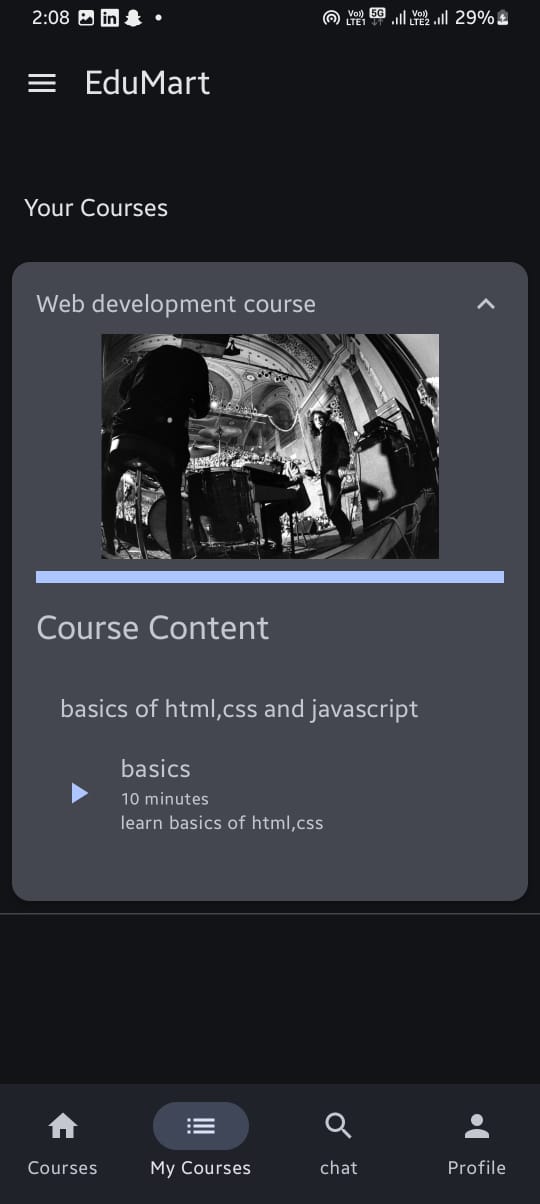 2:08
Vo)) LTE1 5G Vo)) LTE2 29%
EduMart
Your Courses
Web development course
Course Content
basics of html,css and javascript
basics
10 minutes
learn basics of html,css
Courses My Courses chat Profile